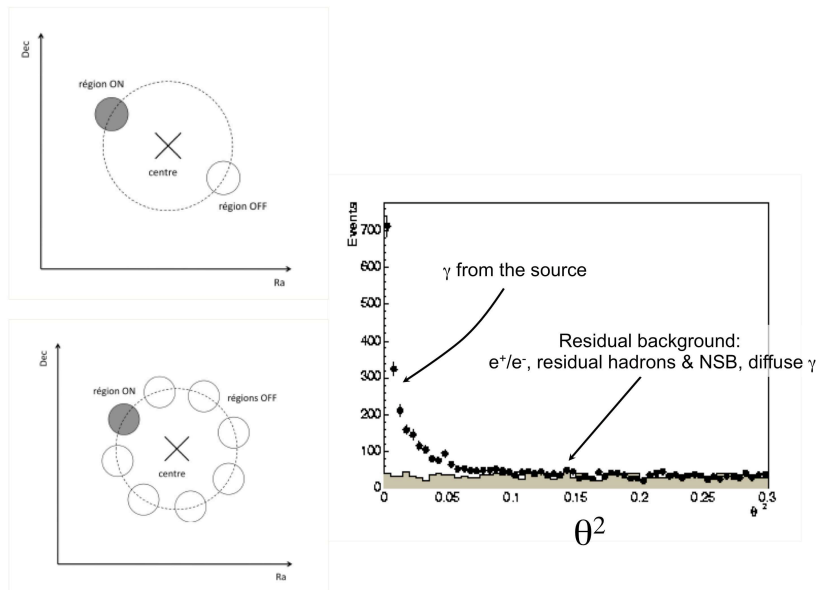 Dec
région ON
centre
région OFF
Ra
Dec
région ON
régions OFF
centre
Ra
Events
700
600
500
400
300
200
100
0
γ from the source
Residual background:
e+/e-, residual hadrons & NSB, diffuse γ
0 0.05 0.1 0.15 0.2 0.25 0.3
θ 2
θ2